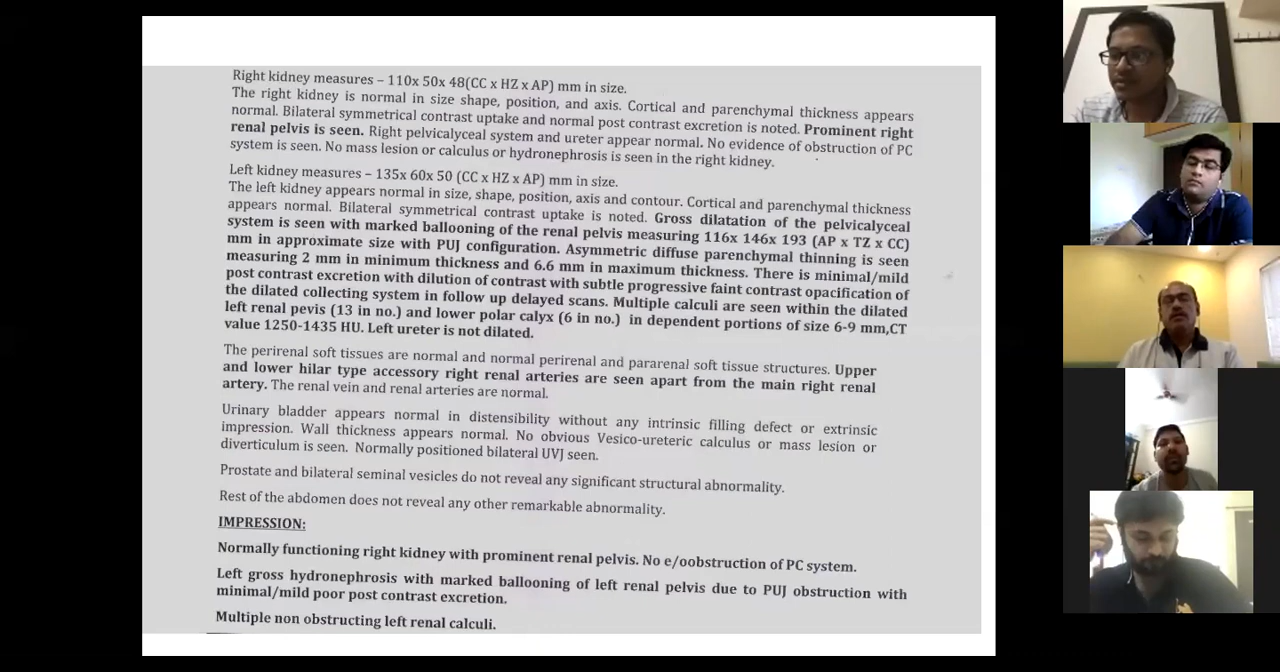 Right kidney measures – 110x 50x 48(CC x HZ x AP) mm in size.
The right kidney is normal in size shape, position, and axis. Cortical and parenchymal thickness appears
normal. Bilateral symmetrical contrast uptake and normal post contrast excretion is noted. Prominent right
renal pelvis is seen. Right pelvicalyceal system and ureter appear normal. No evidence of obstruction of PC
system is seen. No mass lesion or calculus or hydronephrosis is seen in the right kidney.
Left kidney measures – 135x 60x 50 (CC x HZ x AP) mm in size.
The left kidney appears normal in size, shape, position, axis and contour. Cortical and parenchymal thickness
appears normal. Bilateral symmetrical contrast uptake is noted. Gross dilatation of the pelvicalyceal
system is seen with marked ballooning of the renal pelvis measuring 116x 146x 193 (AP x TZ x CC)
mm in approximate size with PUJ configuration. Asymmetric diffuse parenchymal thinning is seen
measuring 2 mm in minimum thickness and 6.6 mm in maximum thickness. There is minimal/mild
post contrast excretion with dilution of contrast with subtle progressive faint contrast opacification of
the dilated collecting system in follow up delayed scans. Multiple calculi are seen within the dilated
left renal pevis (13 in no.) and lower polar calyx (6 in no.) in dependent portions of size 6-9 mm,CT
value 1250-1435 HU. Left ureter is not dilated.
The perirenal soft tissues are normal and normal perirenal and pararenal soft tissue structures. Upper
and lower hilar type accessory right renal arteries are seen apart from the main right renal
artery. The renal vein and renal arteries are normal.
Urinary bladder appears normal in distensibility without any intrinsic filling defect or extrinsic
impression. Wall thickness appears normal. No obvious Vesico-ureteric calculus or mass lesion or
diverticulum is seen. Normally positioned bilateral UVJ seen.
Prostate and bilateral seminal vesicles do not reveal any significant structural abnormality.
Rest of the abdomen does not reveal any other remarkable abnormality.
IMPRESSION:
Normally functioning right kidney with prominent renal pelvis. No e/oobstruction of PC system.
Left gross hydronephrosis with marked ballooning of left renal pelvis due to PUJ obstruction with
minimal/mild poor post contrast excretion.
Multiple non obstructing left renal calculi.